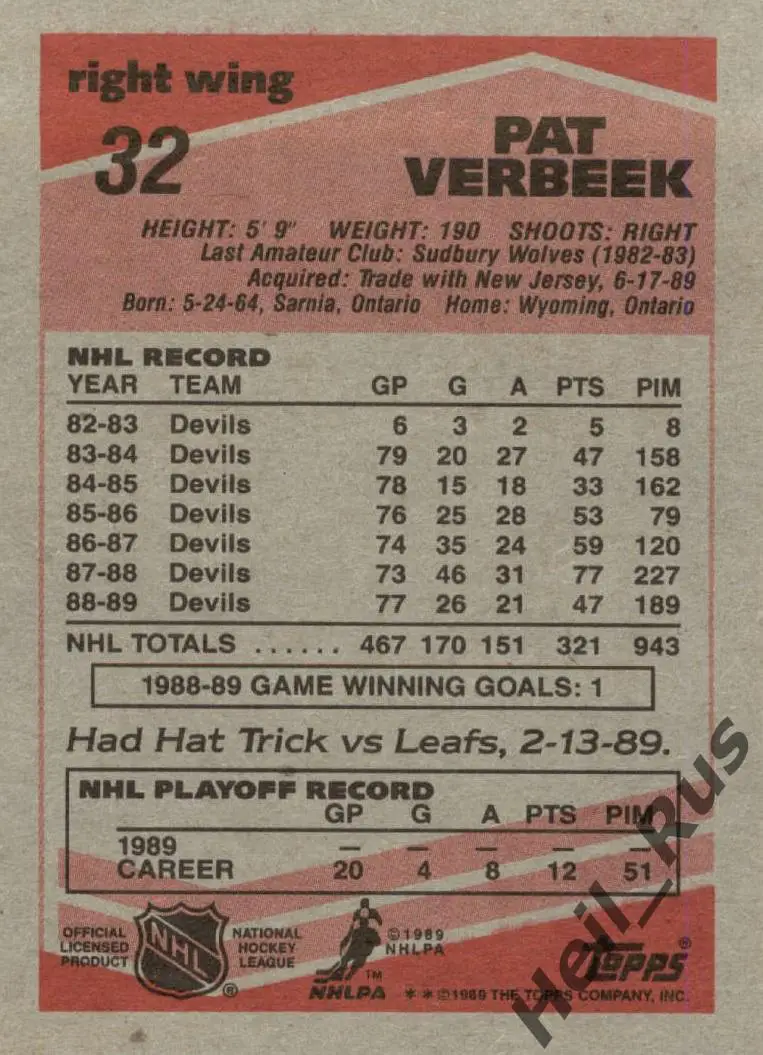 right wing
32
PAT
VERBEEK
HEIGHT: 5' 9" WEIGHT: 190 SHOOTS: RIGHT
Last Amateur Club: Sudbury Wolves (1982-83)
Acquired: Trade with New Jersey, 6-17-89
Born: 5-24-64, Sarnia, Ontario Home: Wyoming, Ontario
NHL RECORD
YEAR TEAM GP G A PTS PIM
82-83 Devils 6 3 2 5 8
83-84 Devils 79 20 27 47 158
84-85 Devils 78 15 18 33 162
85-86 Devils 76 25 28 53 79
86-87 Devils 74 35 24 59 120
87-88 Devils 73 46 31 77 227
88-89 Devils 77 26 21 47 189
NHL TOTALS ...... 467 170 151 321 943
1988-89 GAME WINNING GOALS: 1
Had Hat Trick vs Leafs, 2-13-89.
NHL PLAYOFF RECORD
GP G A PTS PIM
1989 — — — — —
CAREER 20 4 8 12 51
OFFICIAL
LICENSED
PRODUCT
NHL
®
NATIONAL
HOCKEY
LEAGUE
©1989
NHLPA
TM
NHLPA
TOPPS®
* * ©1989 THE TOPPS COMPANY, INC.
Heil_Rus